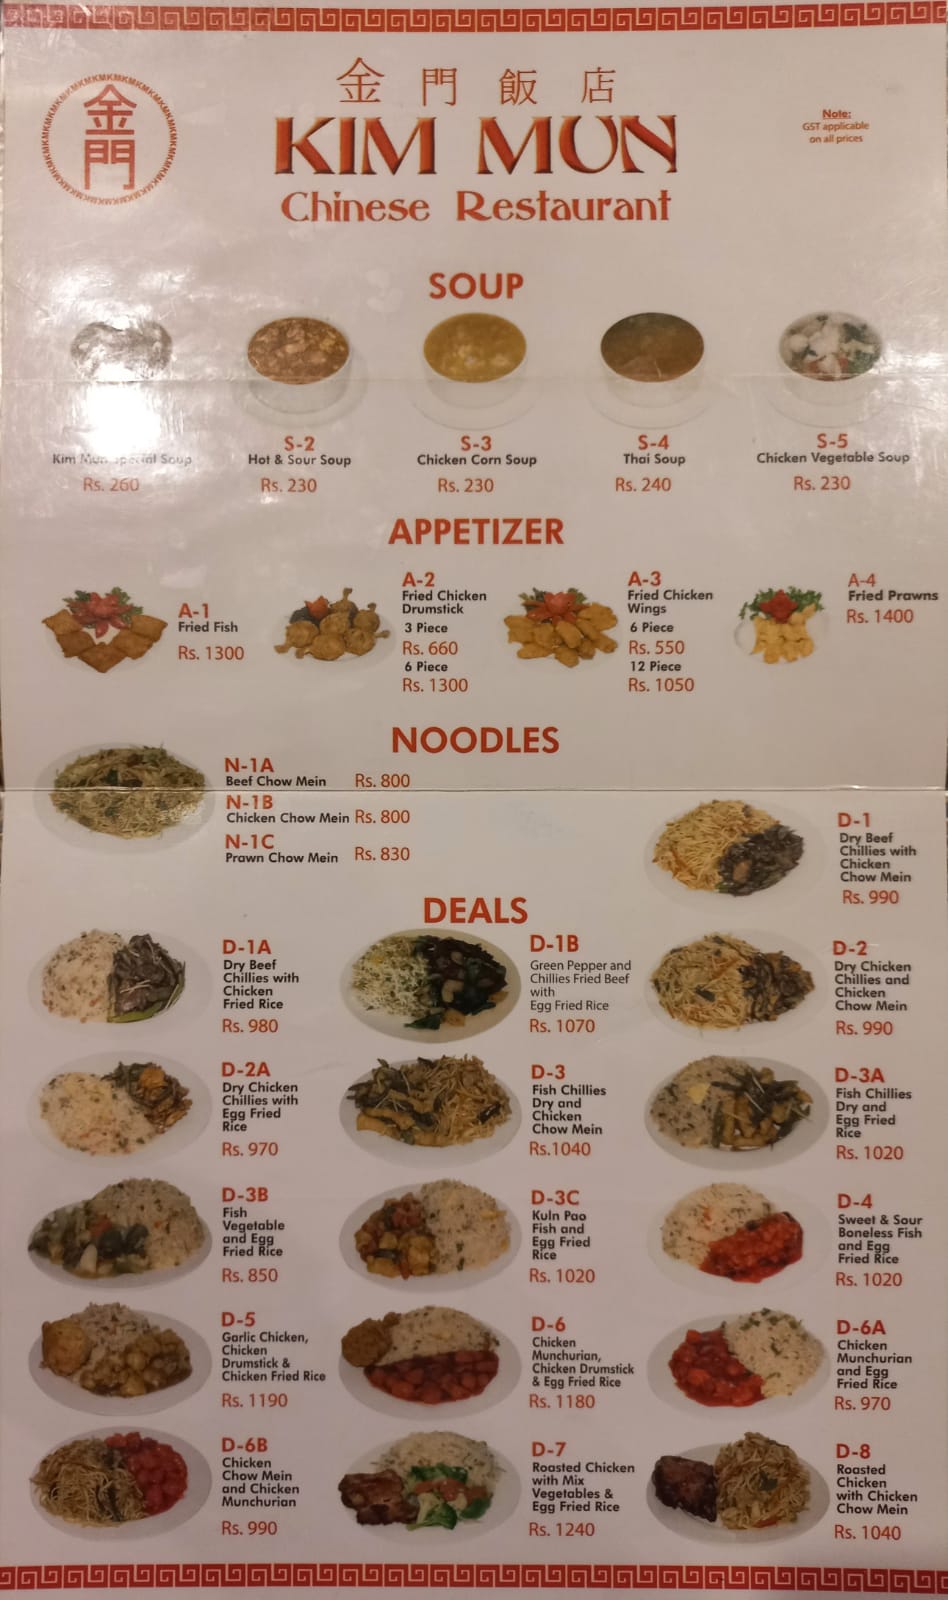 金門飯店
金門
KIM MUN
Chinese Restaurant
Note:
GST applicable
on all prices
SOUP
Kim Mun Special Soup
Rs. 260
S-2
Hot & Sour Soup
Rs. 230
S-3
Chicken Corn Soup
Rs. 230
S-4
Thai Soup
Rs. 240
S-5
Chicken Vegetable Soup
Rs. 230
APPETIZER
A-1
Fried Fish
Rs. 1300
A-2
Fried Chicken
Drumstick
3 Piece
Rs. 660
6 Piece
Rs. 1300
A-3
Fried Chicken
Wings
6 Piece
Rs. 550
12 Piece
Rs. 1050
A-4
Fried Prawns
Rs. 1400
NOODLES
N-1A
Beef Chow Mein Rs. 800
N-1B
Chicken Chow Mein Rs. 800
N-1C
Prawn Chow Mein Rs. 830
D-1
Dry Beef
Chillies with
Chicken
Chow Mein
Rs. 990
DEALS
D-1A
Dry Beef
Chillies with
Chicken
Fried Rice
Rs. 980
D-1B
Green Pepper and
Chillies Fried Beef
with
Egg Fried Rice
Rs. 1070
D-2
Dry Chicken
Chillies and
Chicken
Chow Mein
Rs. 990
D-2A
Dry Chicken
Chillies with
Egg Fried
Rice
Rs. 970
D-3
Fish Chillies
Dry and
Chicken
Chow Mein
Rs.1040
D-3A
Fish Chillies
Dry and
Egg Fried
Rice
Rs. 1020
D-3B
Fish
Vegetable
and Egg
Fried Rice
Rs. 850
D-3C
Kuln Pao
Fish and
Egg Fried
Rice
Rs. 1020
D-4
Sweet & Sour
Boneless Fish
and Egg
Fried Rice
Rs. 1020
D-5
Garlic Chicken,
Chicken
Drumstick &
Chicken Fried Rice
Rs. 1190
D-6
Chicken
Munchurian,
Chicken Drumstick
& Egg Fried Rice
Rs. 1180
D-6A
Chicken
Munchurian
and Egg
Fried Rice
Rs. 970
D-6B
Chicken
Chow Mein
and Chicken
Munchurian
Rs. 990
D-7
Roasted Chicken
with Mix
Vegetables &
Egg Fried Rice
Rs. 1240
D-8
Roasted
Chicken
with Chicken
Chow Mein
Rs. 1040